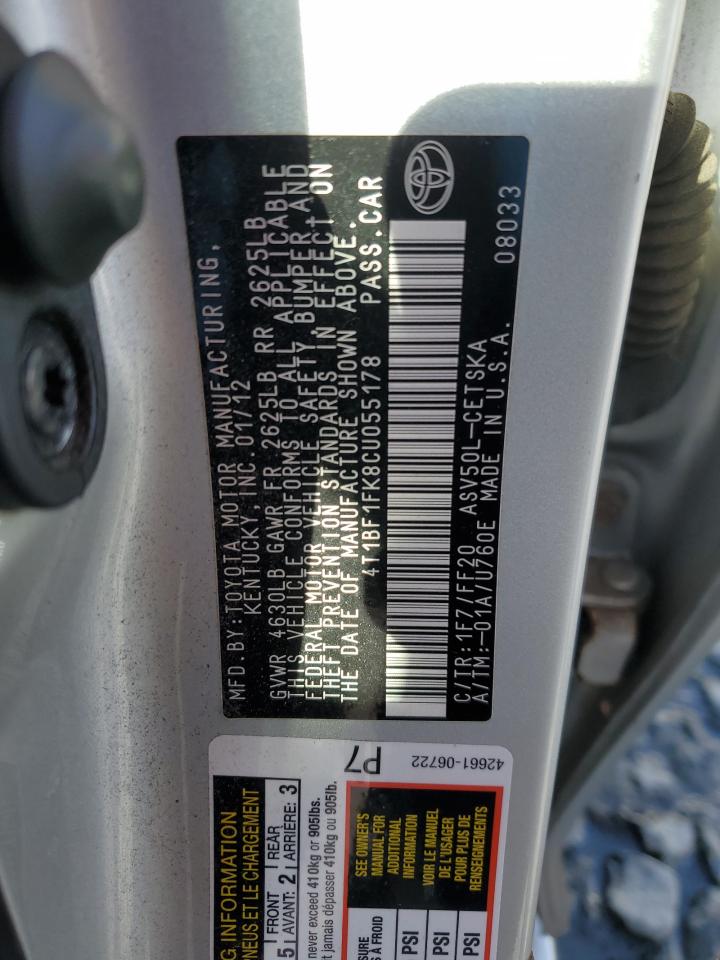 MFD.BY:TOYOTA MOTOR MANUFACTURING,
KENTUCKY,INC.01/12
GVWR 4630LB GAWR FR 2625LB RR 2625LB
THIS VEHICLE CONFORMS TO ALL APPLICABLE
FEDERAL MOTOR VEHICLE SAFETY, BUMPER AND
THEFT PREVENTION STANDARDS IN EFFECT ON
THE DATE OF MANUFACTURE SHOWN ABOVE.
4T1BF1FK8CU055178 PASS.CAR
C/TR:1F7/FF20 ASV50L-CETSKA
A/TM:-01A/U760E MADE IN U.S.A. 08033
P7
42661-06722
G INFORMATION
NEUS ET LE CHARGEMENT
5 FRONT 2 REAR 3
AVANT: ARRIÈRE:
never exceed 410kg or 905lbs.
t jamais dépasser 410kg ou 905lb.
SEE OWNER'S
MANUAL FOR
ADDITIONAL
INFORMATION
VOIR LE MANUEL
DE L'USAGER
POUR PLUS DE
RENSEIGNEMENTS
S À FROID
PSI
PSI
PSI